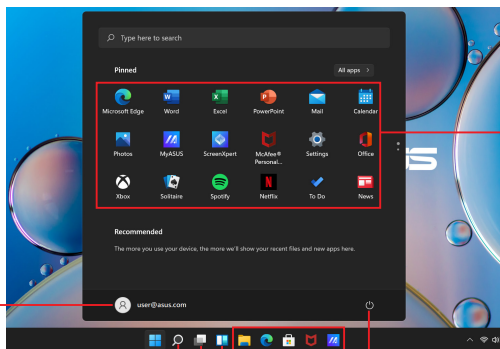 Type here to search
Pinned
All apps >
Microsoft Edge Word Excel PowerPoint Mail Calendar
Photos MyASUS ScreenXpert McAfee® Personal... Settings Office
Xbox Solitaire Spotify Netflix To Do News
Recommended
The more you use your device, the more we'll show your recent files and new apps here.
user@asus.com